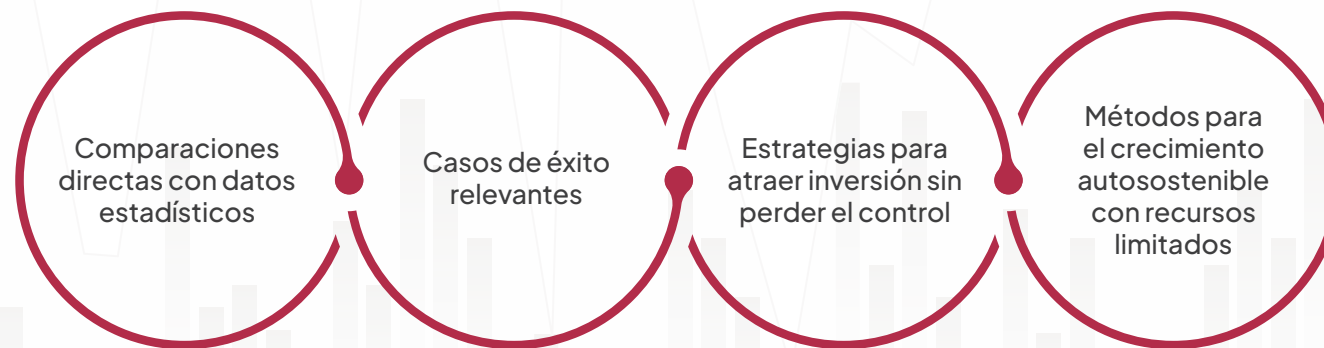 Comparaciones
directas con datos
estadísticos
Casos de éxito
relevantes
Estrategias para
atraer inversión sin
perder el control
Métodos para
el crecimiento
autosostenible
con recursos
limitados